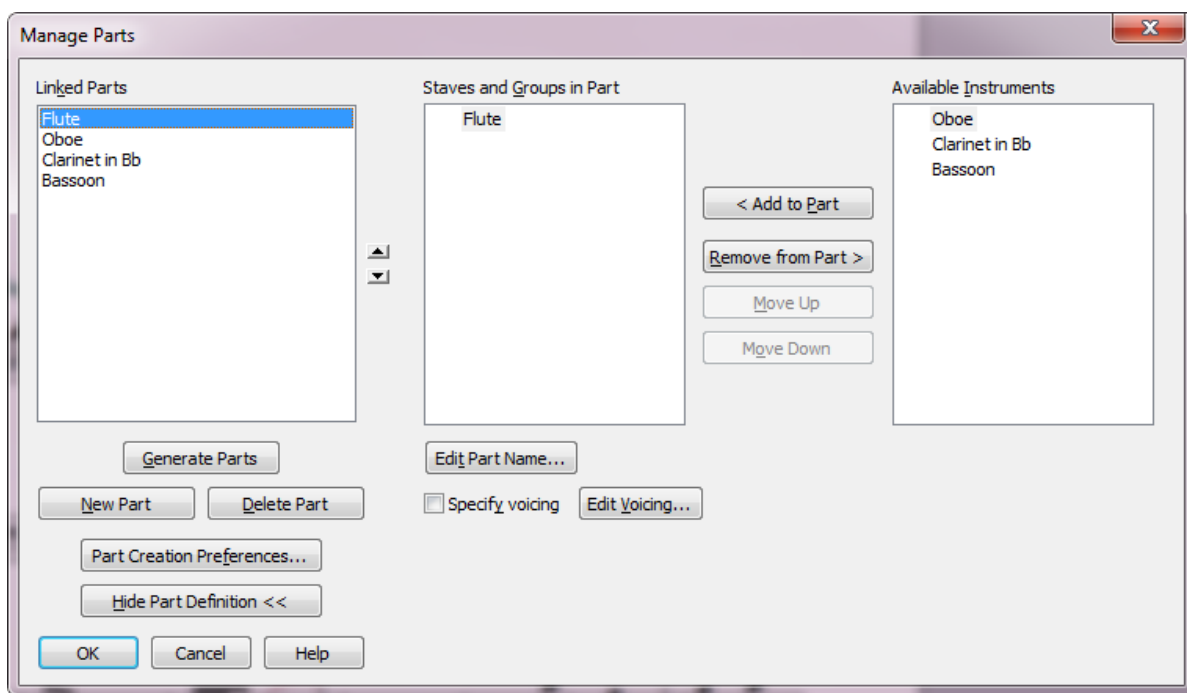 Manage Parts
Linked Parts
Flute
Oboe
Clarinet in Bb
Bassoon
Generate Parts
New Part
Delete Part
Part Creation Preferences...
Hide Part Definition <<
OK
Cancel
Help
Staves and Groups in Part
Flute
Edit Part Name...
Specify voicing
Edit Voicing...
< Add to Part
Remove from Part >
Move Up
Move Down
Available Instruments
Oboe
Clarinet in Bb
Bassoon